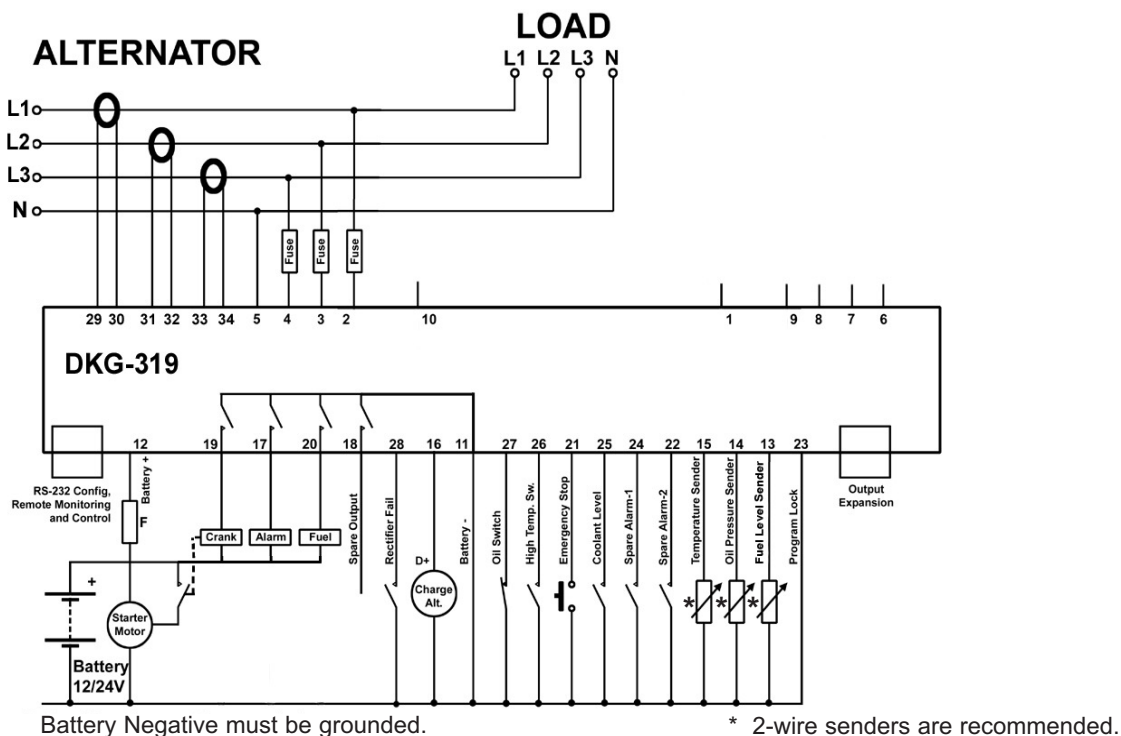 ALTERNATOR
LOAD
L1 L2 L3 N
L1
L2
L3
N
Fuse
Fuse
Fuse
29 30 31 32 33 34 5 4 3 2 10 1 9 8 7 6
DKG-319
12 19 17 20 18 28 16 11 27 26 21 25 24 22 15 14 13 23
RS-232 Config,
Remote Monitoring
and Control
Battery +
F
Crank
Alarm
Fuel
Spare Output
Rectifier Fail
D+
Charge
Alt.
Battery -
Oil Switch
High Temp. Sw.
Emergency Stop
Coolant Level
Spare Alarm-1
Spare Alarm-2
Temperature Sender
Oil Pressure Sender
Fuel Level Sender
Program Lock
Output
Expansion
+
Starter
Motor
* * *
Battery
12/24V
Battery Negative must be grounded.
* 2-wire senders are recommended.